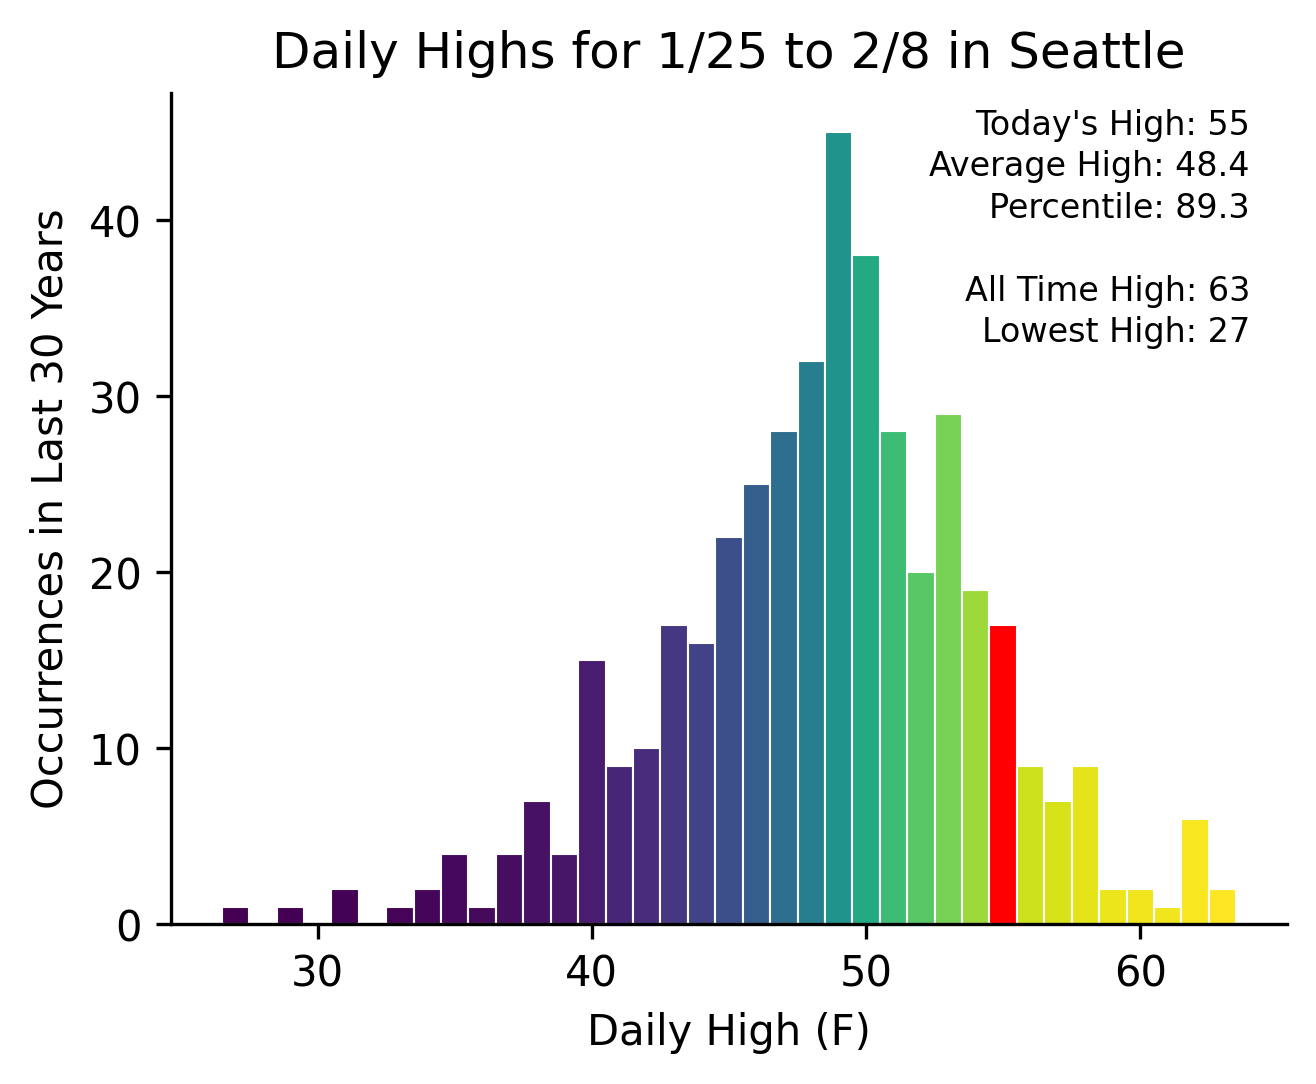 Daily Highs for 1/25 to 2/8 in Seattle
Today's High: 55
Average High: 48.4
Percentile: 89.3
All Time High: 63
Lowest High: 27
Occurrences in Last 30 Years
40
30
20
10
0
30 40 50 60
Daily High (F)